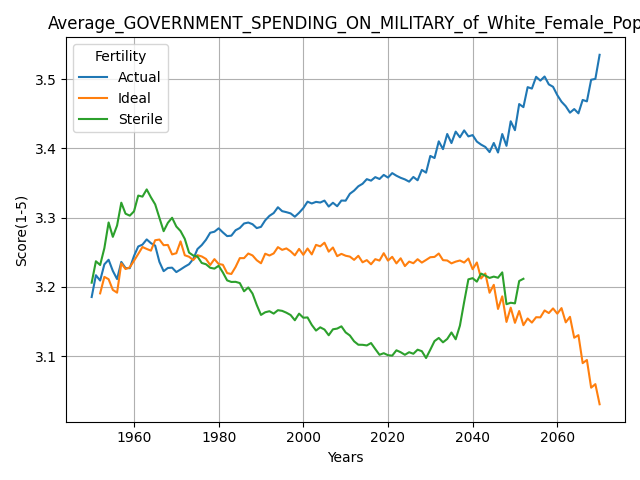 Average_GOVERNMENT_SPENDING_ON_MILITARY_of_White_Female_Pop
Fertility
Actual
Ideal
Sterile
Score(1-5)
3.5
3.4
3.3
3.2
3.1
1960 1980 2000 2020 2040 2060
Years